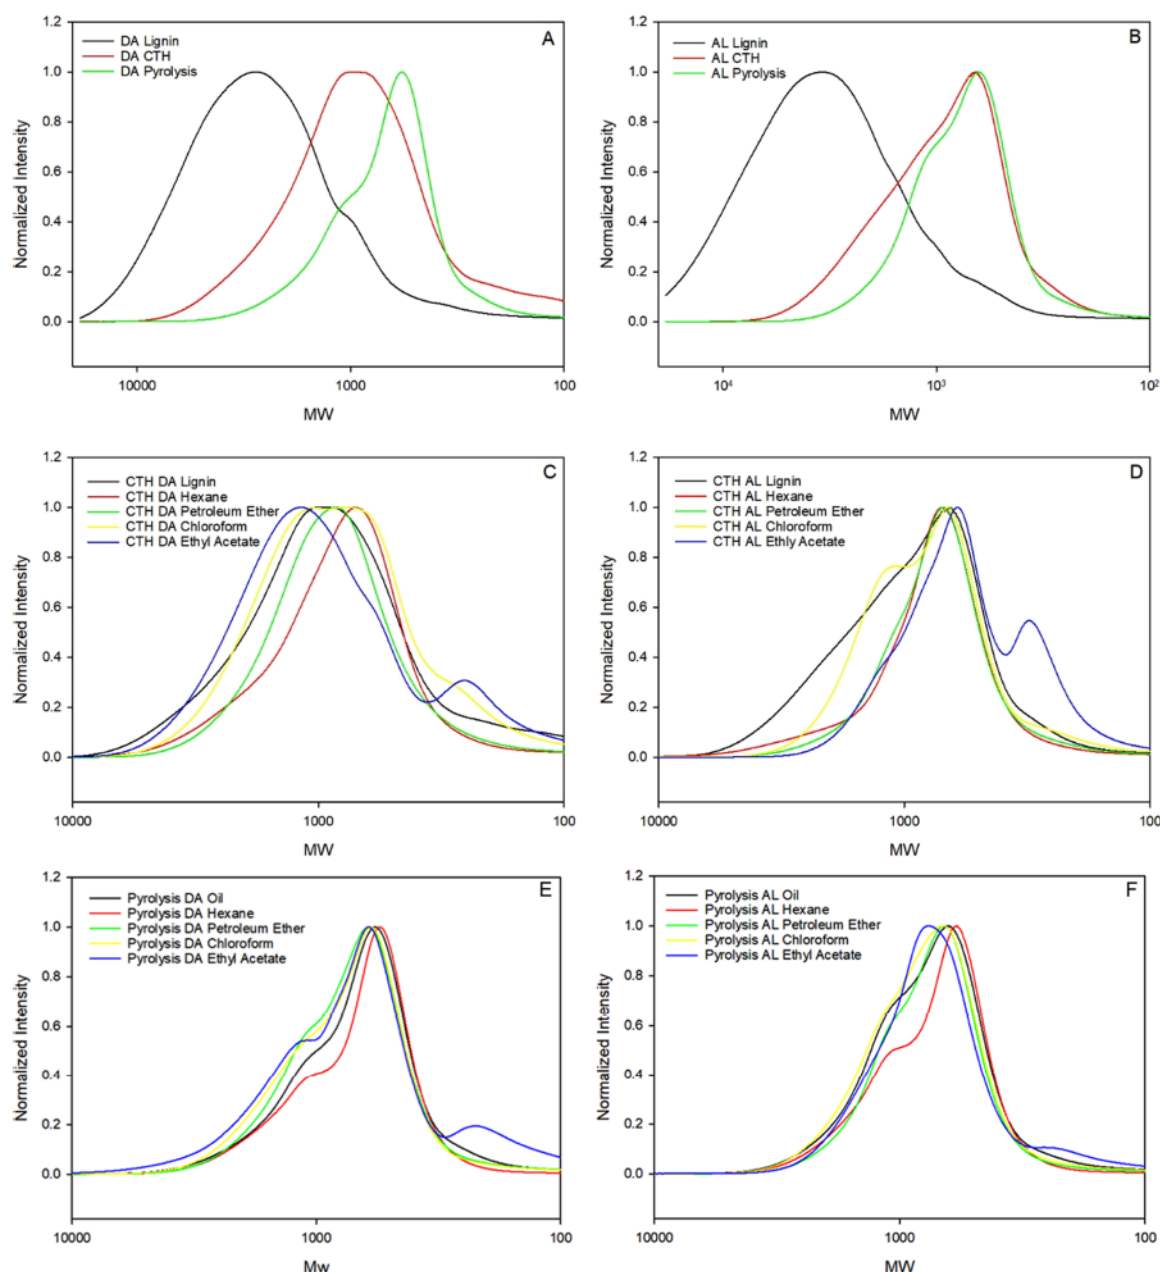 A
DA Lignin
DA CTH
DA Pyrolysis
Normalized Intensity
1.2
1.0
0.8
0.6
0.4
0.2
0.0
10000 1000 100
MW
B
AL Lignin
AL CTH
AL Pyrolysis
Normalized Intensity
1.2
1.0
0.8
0.6
0.4
0.2
0.0
10⁴ 10³ 10²
MW
C
CTH DA Lignin
CTH DA Hexane
CTH DA Petroleum Ether
CTH DA Chloroform
CTH DA Ethyl Acetate
Normalized Intensity
1.2
1.0
0.8
0.6
0.4
0.2
0.0
10000 1000 100
MW
D
CTH AL Lignin
CTH AL Hexane
CTH AL Petroleum Ether
CTH AL Chloroform
CTH AL Ethly Acetate
Normalized Intensity
1.2
1.0
0.8
0.6
0.4
0.2
0.0
10000 1000 100
MW
E
Pyrolysis DA Oil
Pyrolysis DA Hexane
Pyrolysis DA Petroleum Ether
Pyrolysis DA Chloroform
Pyrolysis DA Ethyl Acetate
Normalized Intensity
1.2
1.0
0.8
0.6
0.4
0.2
0.0
10000 1000 100
Mw
F
Pyrolysis AL Oil
Pyrolysis AL Hexane
Pyrolysis AL Petroleum Ether
Pyrolysis AL Chloroform
Pyrolysis AL Ethyl Acetate
Normalized Intensity
1.2
1.0
0.8
0.6
0.4
0.2
0.0
10000 1000 100
MW